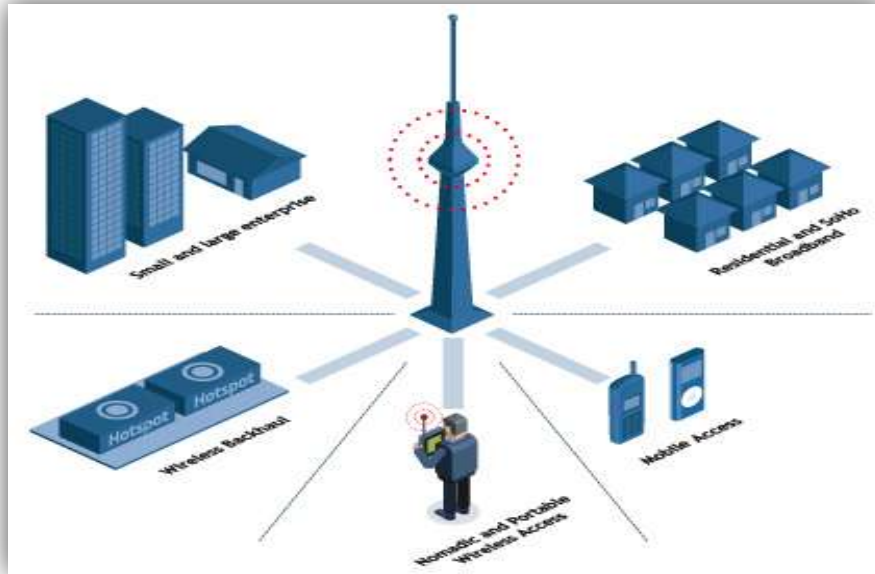 Small and large enterprise
Residential and SoHo
Broadband
Hotspot
Hotspot
Wireless Backhaul
Mobile Access
Nomadic and Portable
Wireless Access